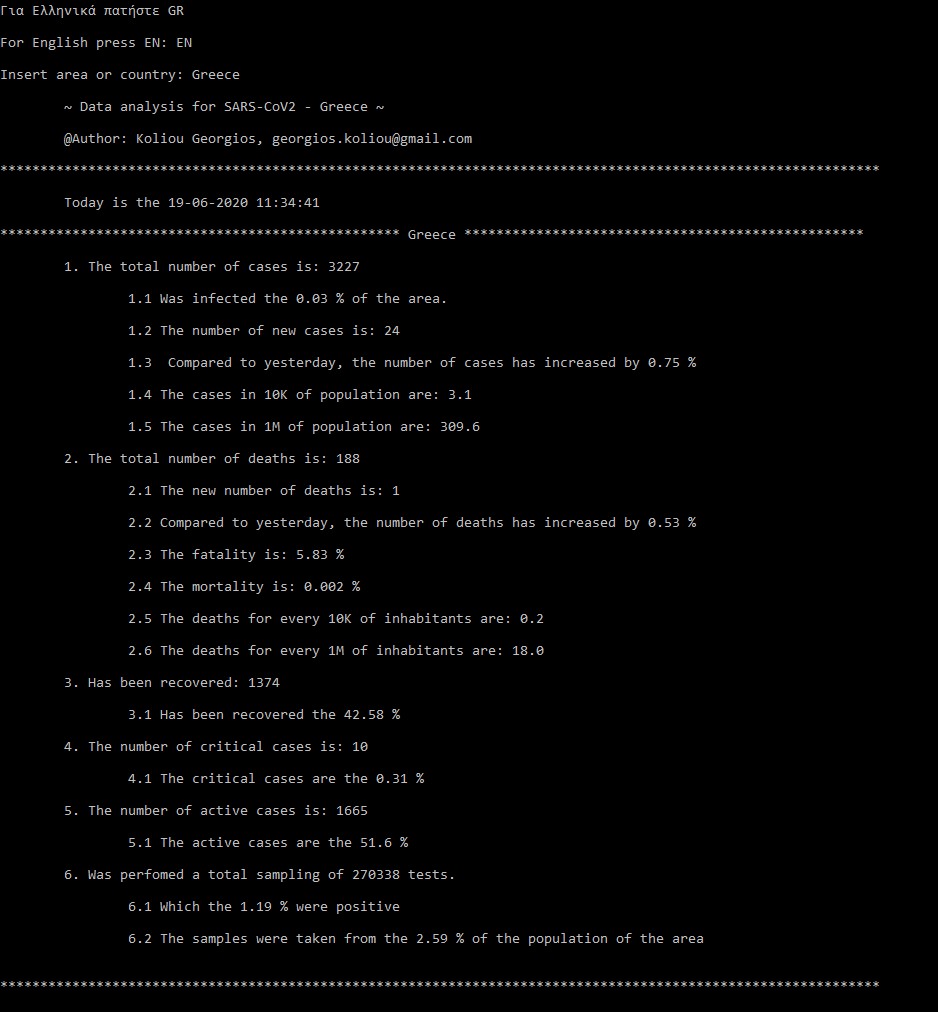 Για Ελληνικά πατήστε GR
For English press EN: EN
Insert area or country: Greece
~ Data analysis for SARS-CoV2 - Greece ~
@Author: Koliou Georgios, georgios.koliou@gmail.com
**************************************************************************************************************
Today is the 19-06-2020 11:34:41
************************************************** Greece **************************************************
1. The total number of cases is: 3227
1.1 Was infected the 0.03 % of the area.
1.2 The number of new cases is: 24
1.3  Compared to yesterday, the number of cases has increased by 0.75 %
1.4 The cases in 10K of population are: 3.1
1.5 The cases in 1M of population are: 309.6
2. The total number of deaths is: 188
2.1 The new number of deaths is: 1
2.2 Compared to yesterday, the number of deaths has increased by 0.53 %
2.3 The fatality is: 5.83 %
2.4 The mortality is: 0.002 %
2.5 The deaths for every 10K of inhabitants are: 0.2
2.6 The deaths for every 1M of inhabitants are: 18.0
3. Has been recovered: 1374
3.1 Has been recovered the 42.58 %
4. The number of critical cases is: 10
4.1 The critical cases are the 0.31 %
5. The number of active cases is: 1665
5.1 The active cases are the 51.6 %
6. Was perfomed a total sampling of 270338 tests.
6.1 Which the 1.19 % were positive
6.2 The samples were taken from the 2.59 % of the population of the area
**************************************************************************************************************